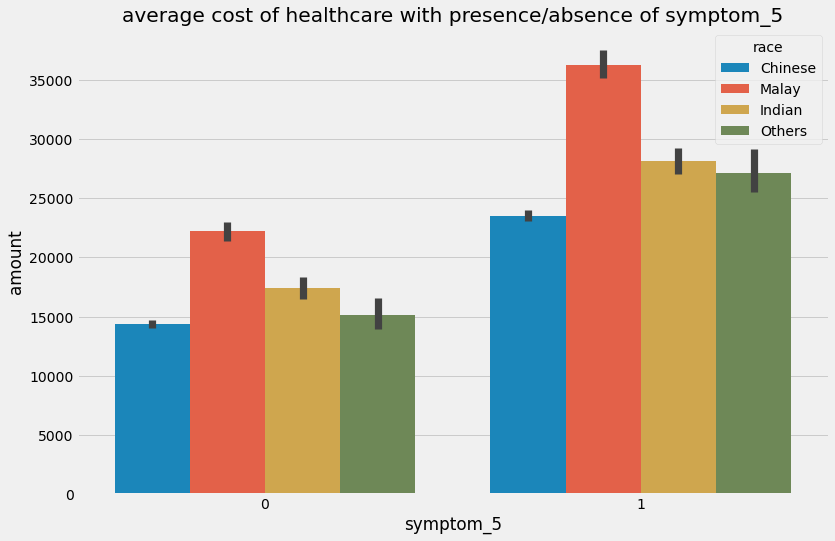 average cost of healthcare with presence/absence of symptom_5
race
Chinese
Malay
Indian
Others
amount
35000
30000
25000
20000
15000
10000
5000
0
0
1
symptom_5